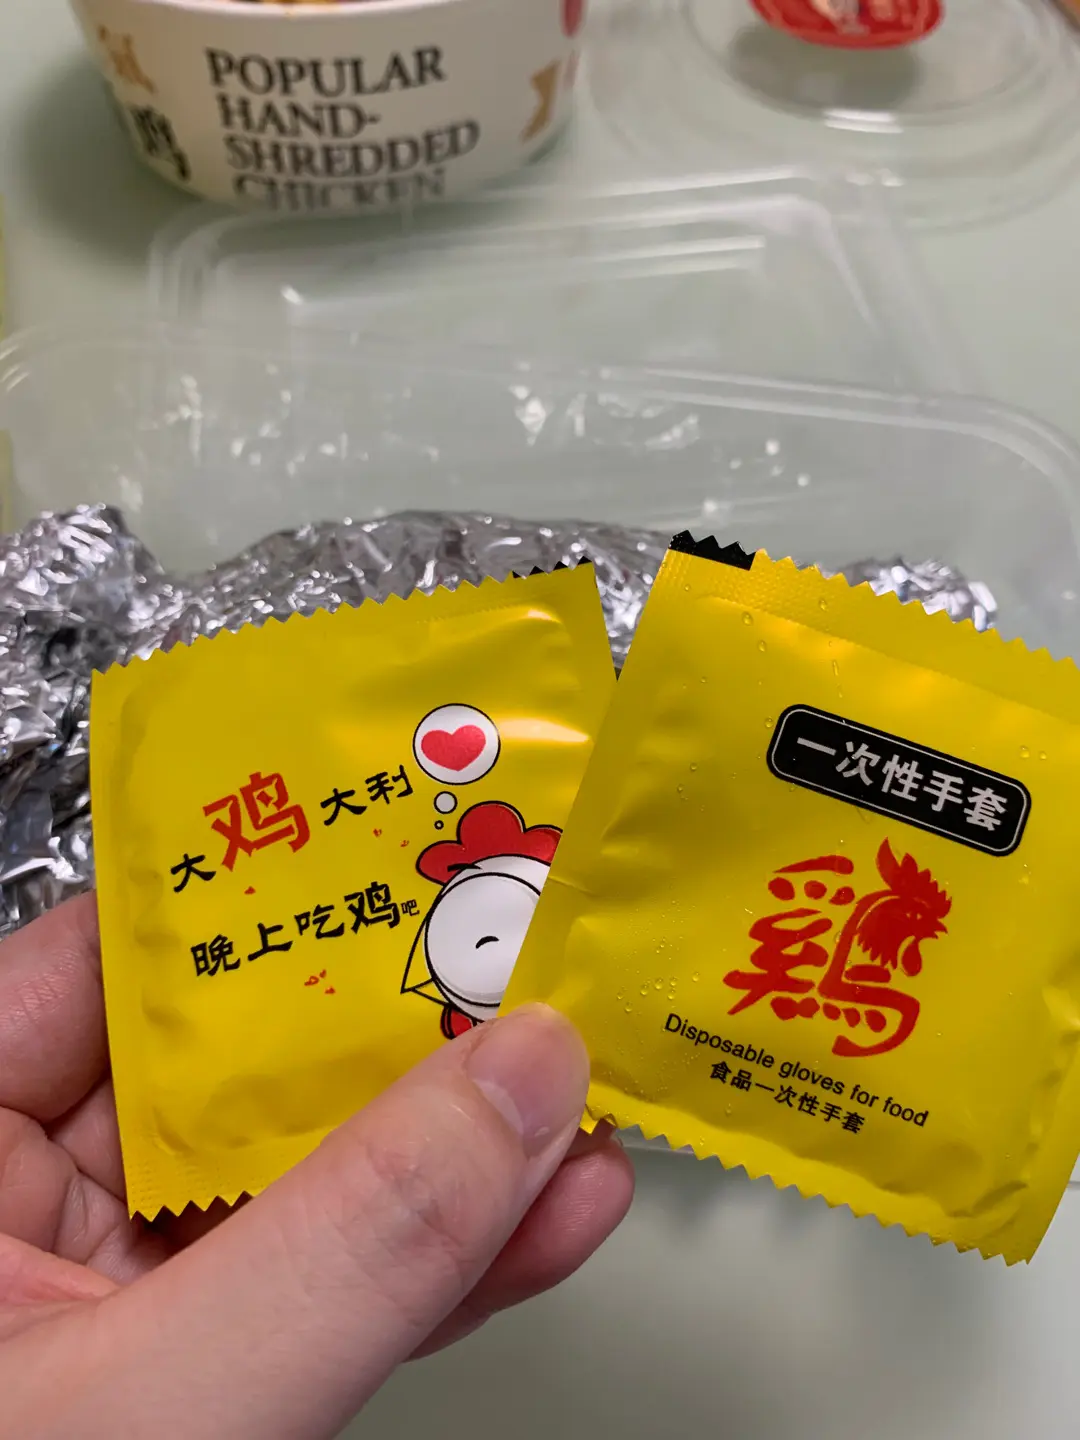 POPULAR
HAND-
SHREDDED
CHICKEN
大鸡大利
晚上吃鸡吧
一次性手套
鷄
Disposable gloves for food
食品一次性手套